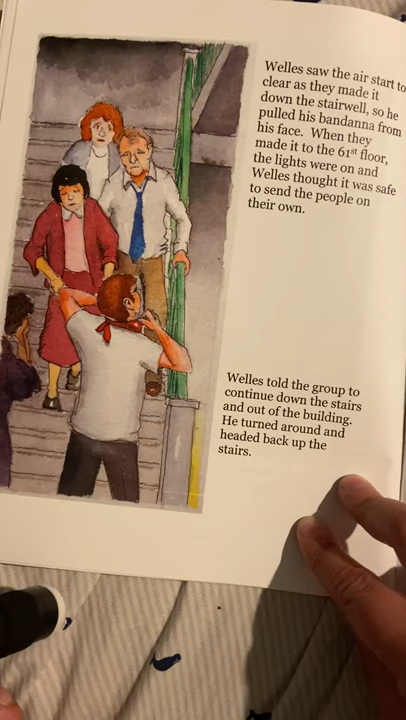 Welles saw the air start to
clear as they made it
down the stairwell, so he
pulled his bandanna from
his face. When they
made it to the 61st floor,
the lights were on and
Welles thought it was safe
to send the people on
their own.
Welles told the group to
continue down the stairs
and out of the building.
He turned around and
headed back up the
stairs.